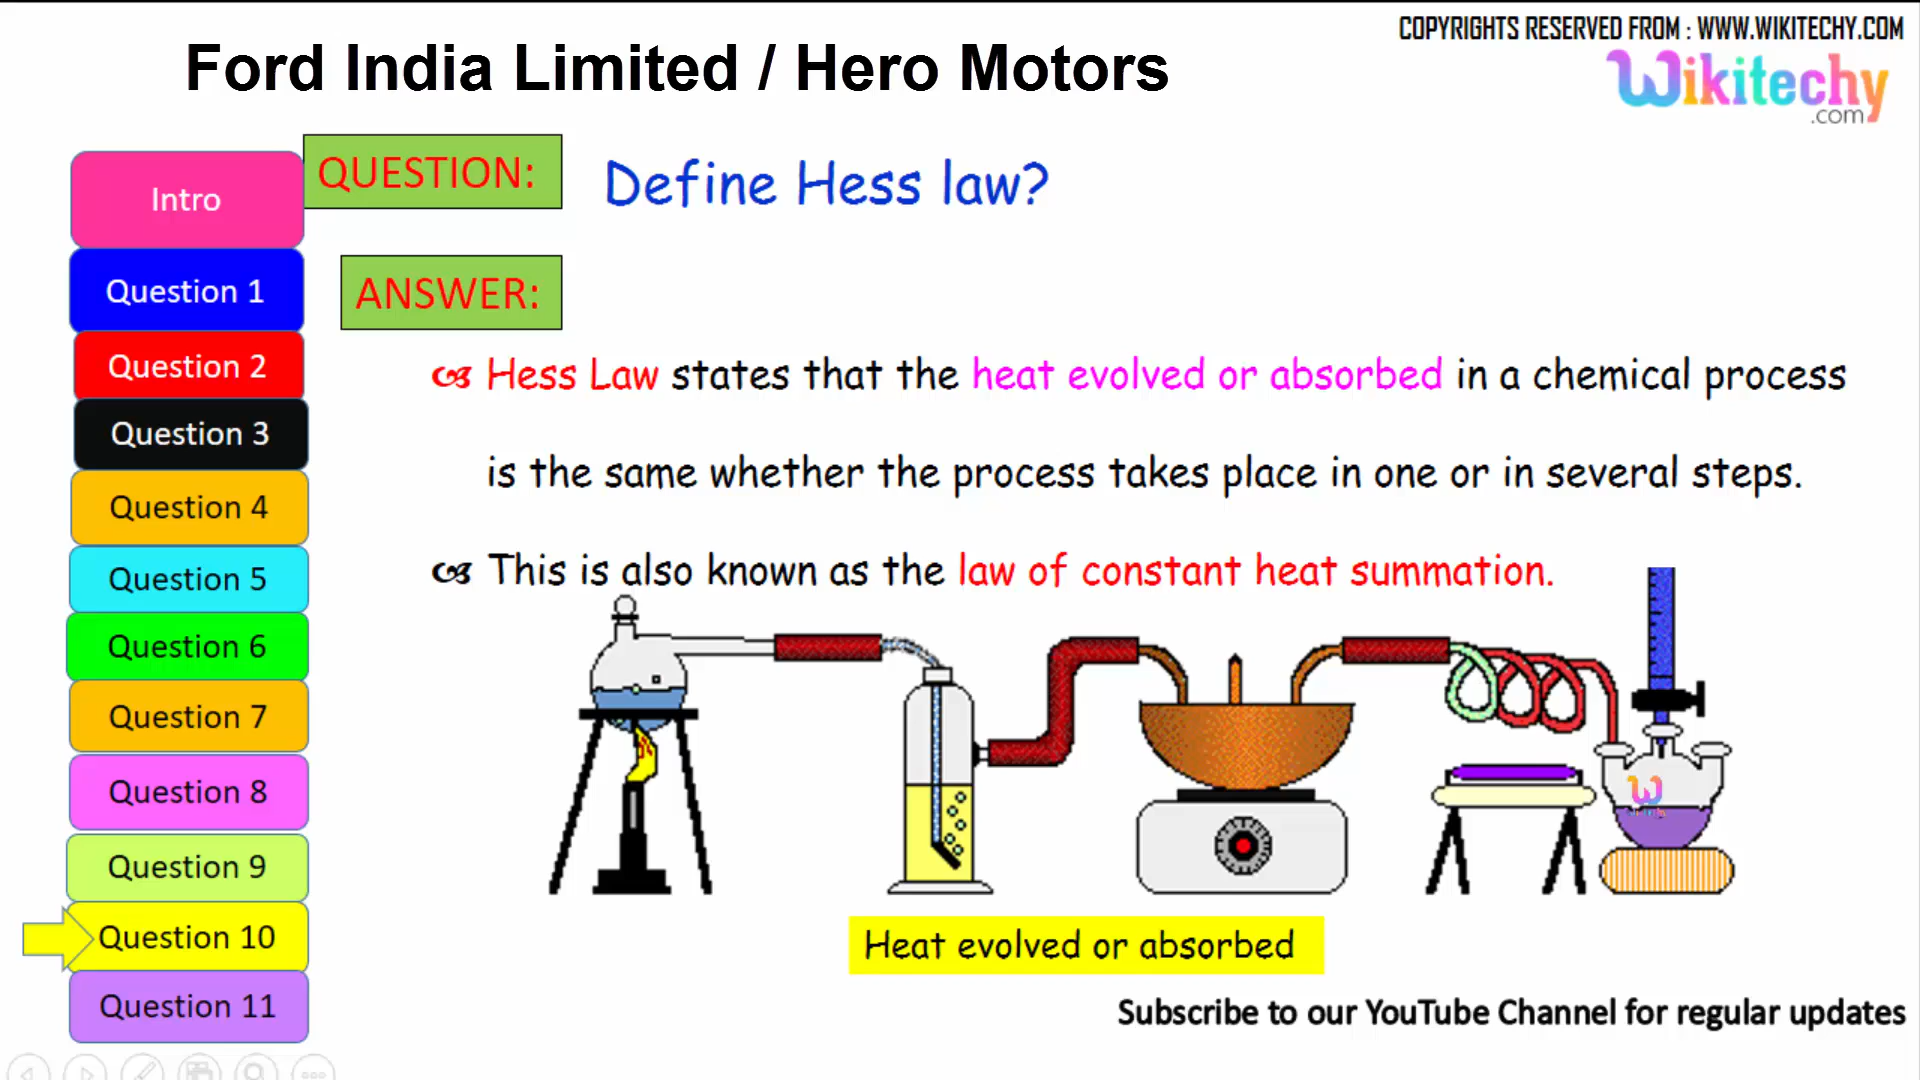 COPYRIGHTS RESERVED FROM : WWW.WIKITECHY.COM
Ford India Limited / Hero Motors
Wikitechy
.com
QUESTION:
Define Hess law?
Intro
Question 1
ANSWER:
Question 2
Hess Law states that the heat evolved or absorbed in a chemical process
Question 3
is the same whether the process takes place in one or in several steps.
Question 4
Question 5
This is also known as the law of constant heat summation.
Question 6
Question 7
Question 8
Question 9
Question 10
Heat evolved or absorbed
Question 11
Subscribe to our YouTube Channel for regular updates